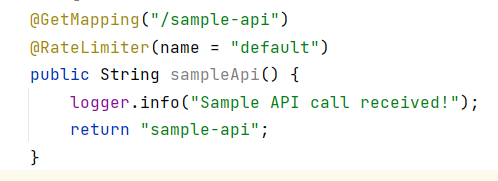 @GetMapping("/sample-api")
@RateLimiter(name = "default")
public String sampleApi() {
    logger.info("Sample API call received!");
    return "sample-api";
}